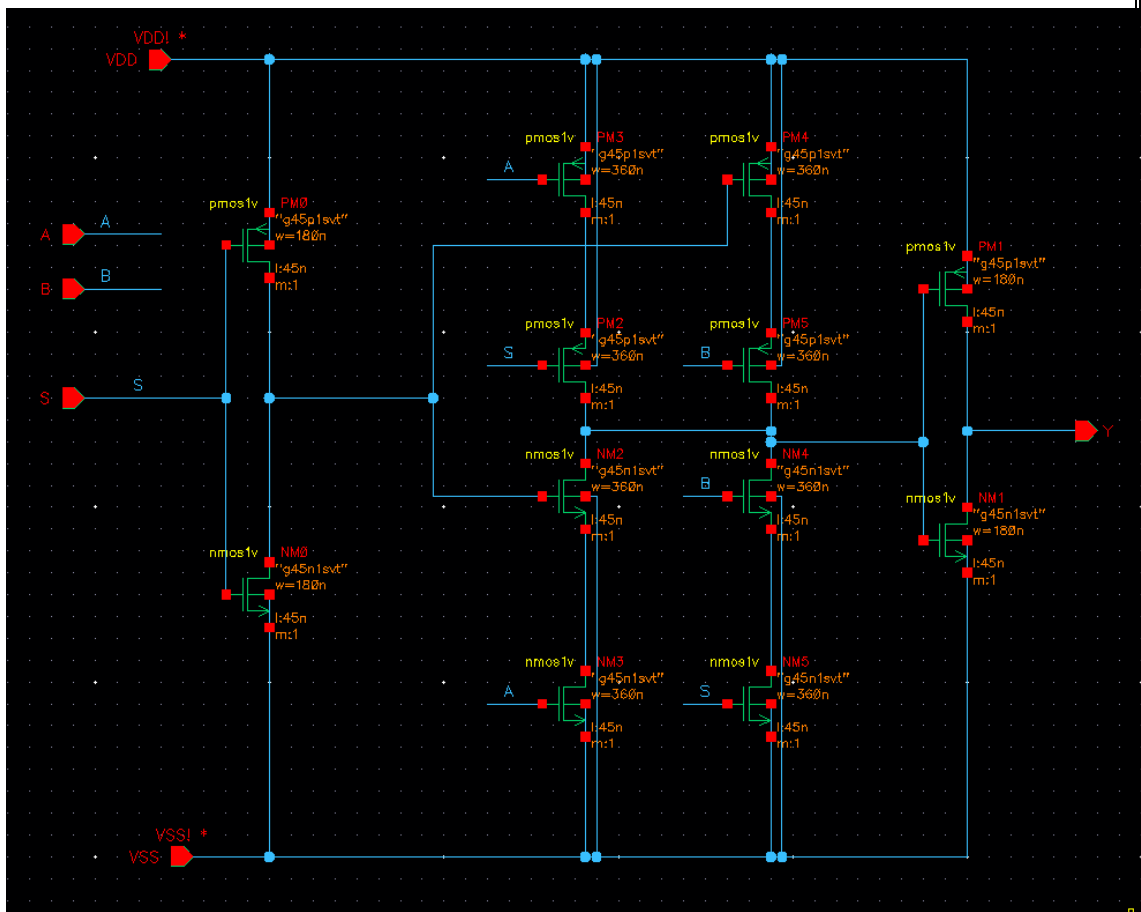 VDD! *
VDD
pmos1v PM3
"g45p1svt"
w=360n
A
l:45n
m:1
pmos1v PM4
"g45p1svt"
w=360n
l:45n
m:1
pmos1v PM0
"g45p1svt"
w=180n
l:45n
m:1
A A
B B
S S
pmos1v PM1
"g45p1svt"
w=180n
l:45n
m:1
pmos1v PM2
"g45p1svt"
w=360n
S
l:45n
m:1
pmos1v PM5
"g45p1svt"
w=360n
B
l:45n
m:1
Y
nmos1v NM2
"g45n1svt"
w=360n
l:45n
m:1
nmos1v NM4
"g45n1svt"
w=360n
B
l:45n
m:1
nmos1v NM1
"g45n1svt"
w=180n
l:45n
m:1
nmos1v NM0
"g45n1svt"
w=180n
l:45n
m:1
nmos1v NM3
"g45n1svt"
w=360n
A
l:45n
m:1
nmos1v NM5
"g45n1svt"
w=360n
S
l:45n
m:1
VSS! *
VSS